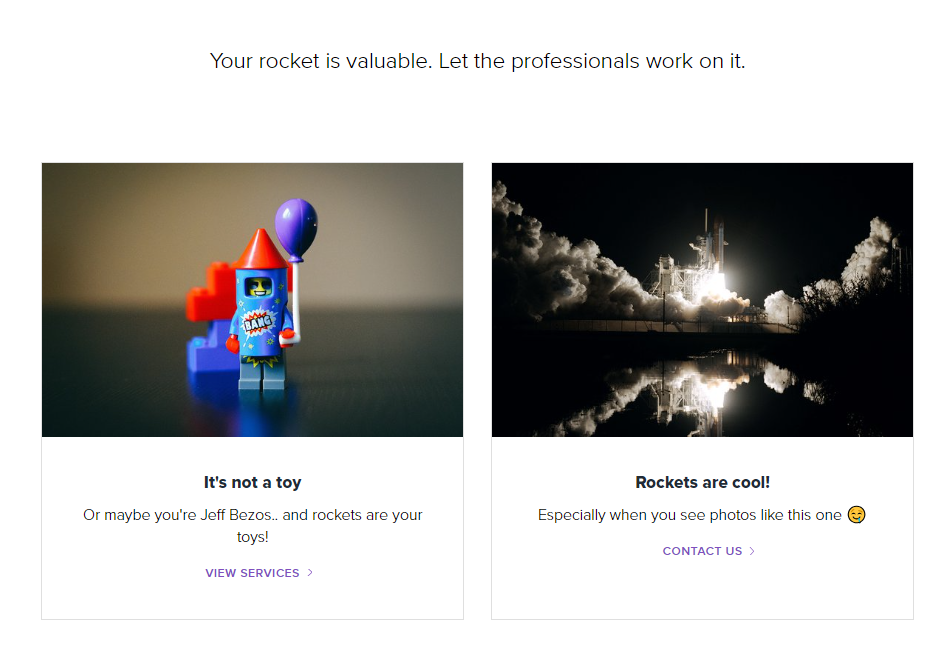 Your rocket is valuable. Let the professionals work on it.
BANG
It's not a toy
Or maybe you're Jeff Bezos.. and rockets are your
toys!
VIEW SERVICES
Rockets are cool!
Especially when you see photos like this one 😊
CONTACT US